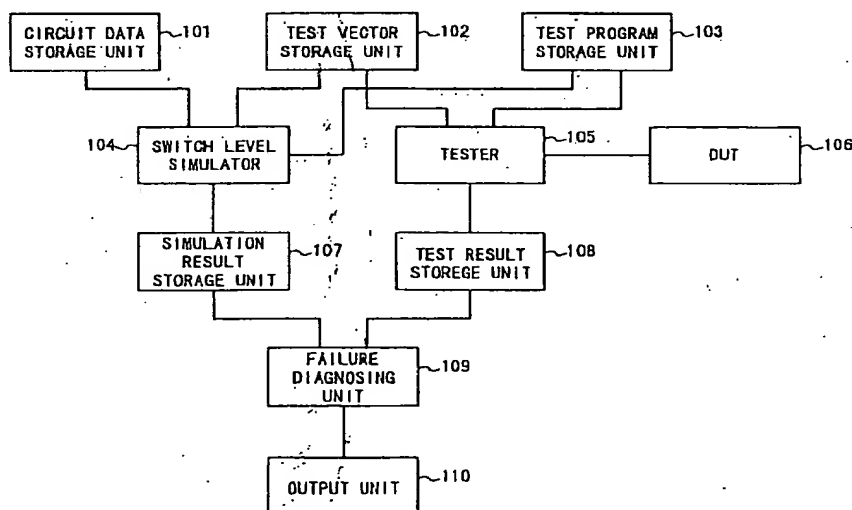 CIRCUIT DATA
STORAGE UNIT
101
TEST VECTOR
STORAGE UNIT
102
TEST PROGRAM
STORAGE UNIT
103
104
SWITCH LEVEL
SIMULATOR
TESTER
105
DUT
106
SIMULATION
RESULT
STORAGE UNIT
107
TEST RESULT
STOREGE UNIT
108
FAILURE
DIAGNOSING
UNIT
109
OUTPUT UNIT
110